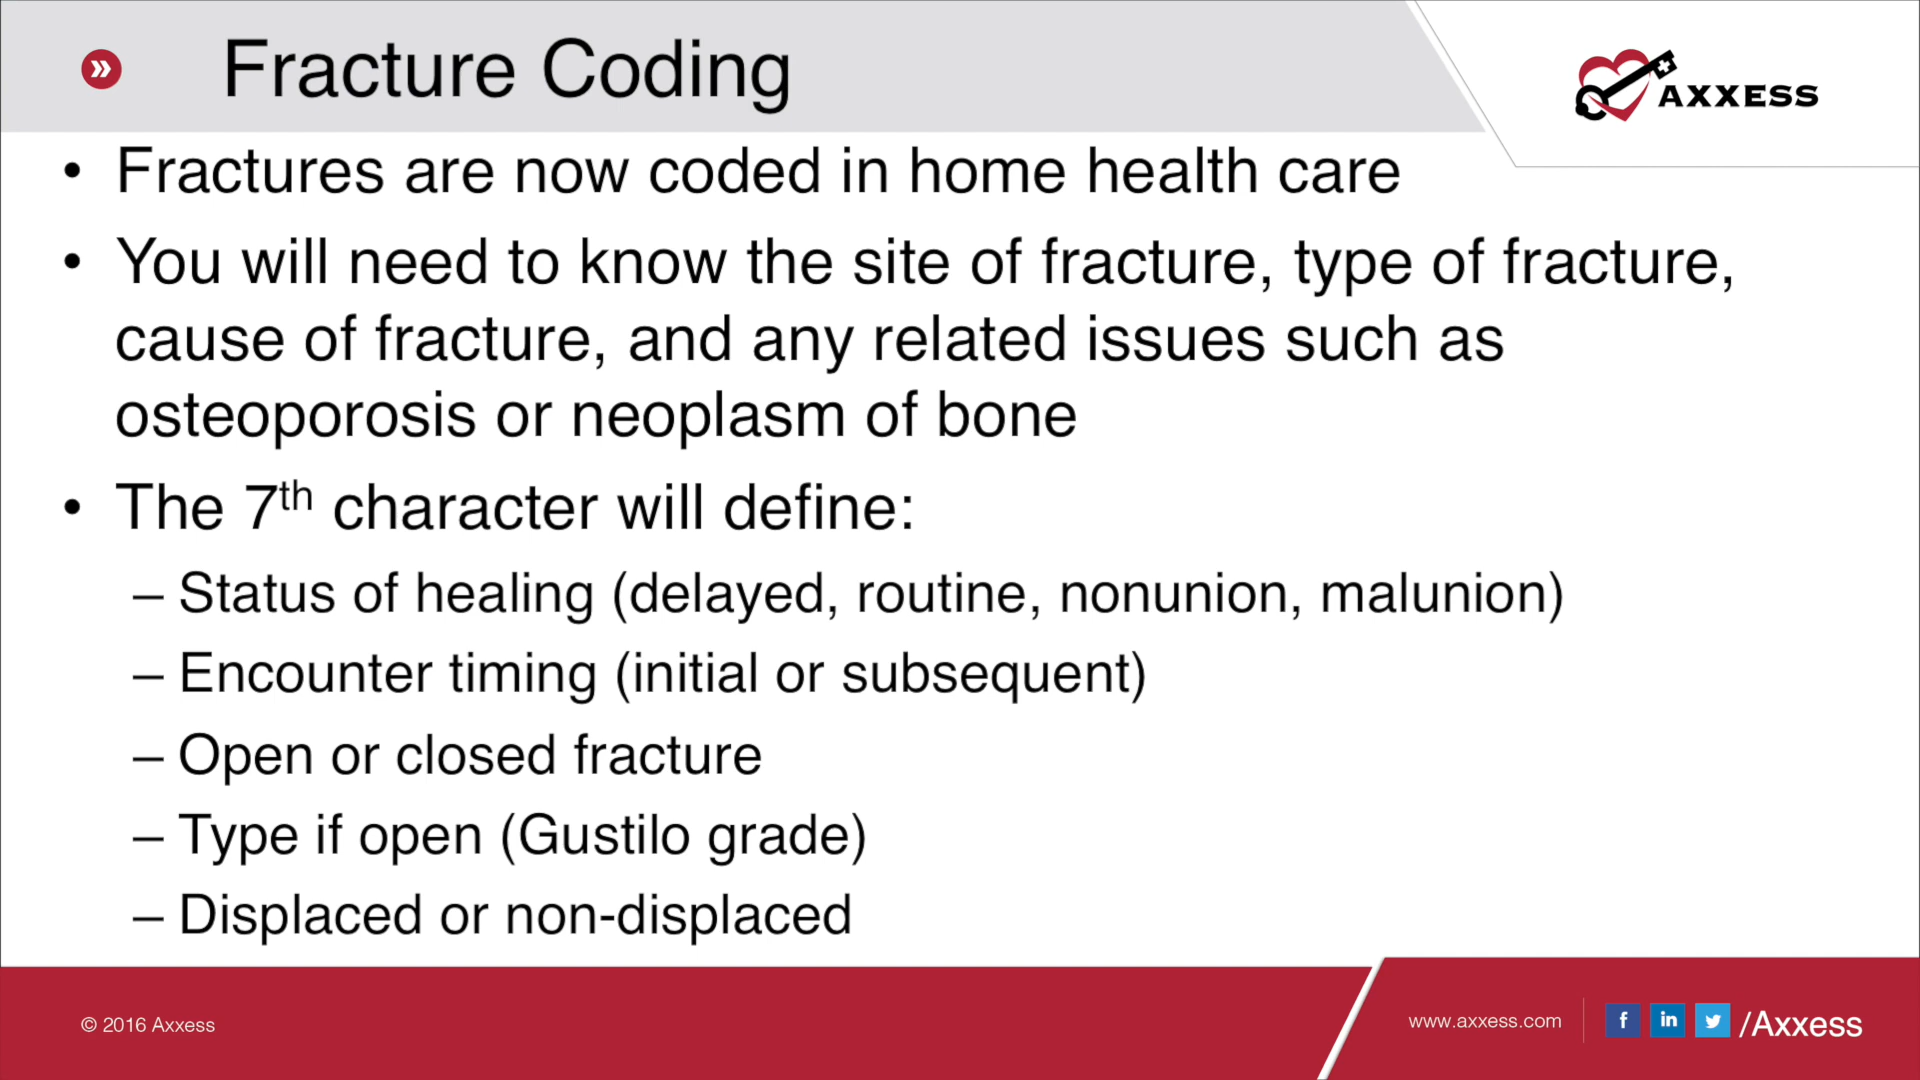 Fracture Coding
AXXESS
• Fractures are now coded in home health care
• You will need to know the site of fracture, type of fracture,
cause of fracture, and any related issues such as
osteoporosis or neoplasm of bone
• The 7th character will define:
– Status of healing (delayed, routine, nonunion, malunion)
– Encounter timing (initial or subsequent)
– Open or closed fracture
– Type if open (Gustilo grade)
– Displaced or non-displaced
© 2016 Axxess
www.axxess.com
f in /Axxess